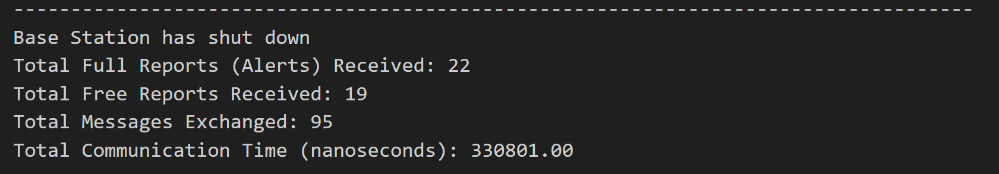 ------------------------------------------------------------------------------------
Base Station has shut down
Total Full Reports (Alerts) Received: 22
Total Free Reports Received: 19
Total Messages Exchanged: 95
Total Communication Time (nanoseconds): 330801.00